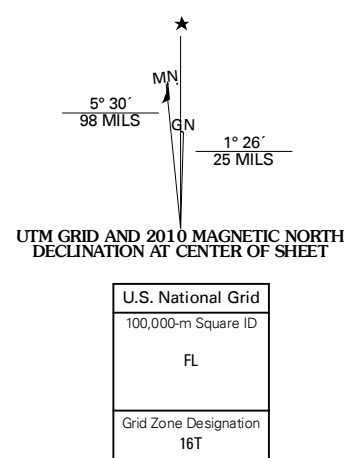 ★
MN.
5° 30´
98 MILS
GN
1° 26´
25 MILS
UTM GRID AND 2010 MAGNETIC NORTH
DECLINATION AT CENTER OF SHEET
U.S. National Grid
100,000-m Square ID
FL
Grid Zone Designation
16T